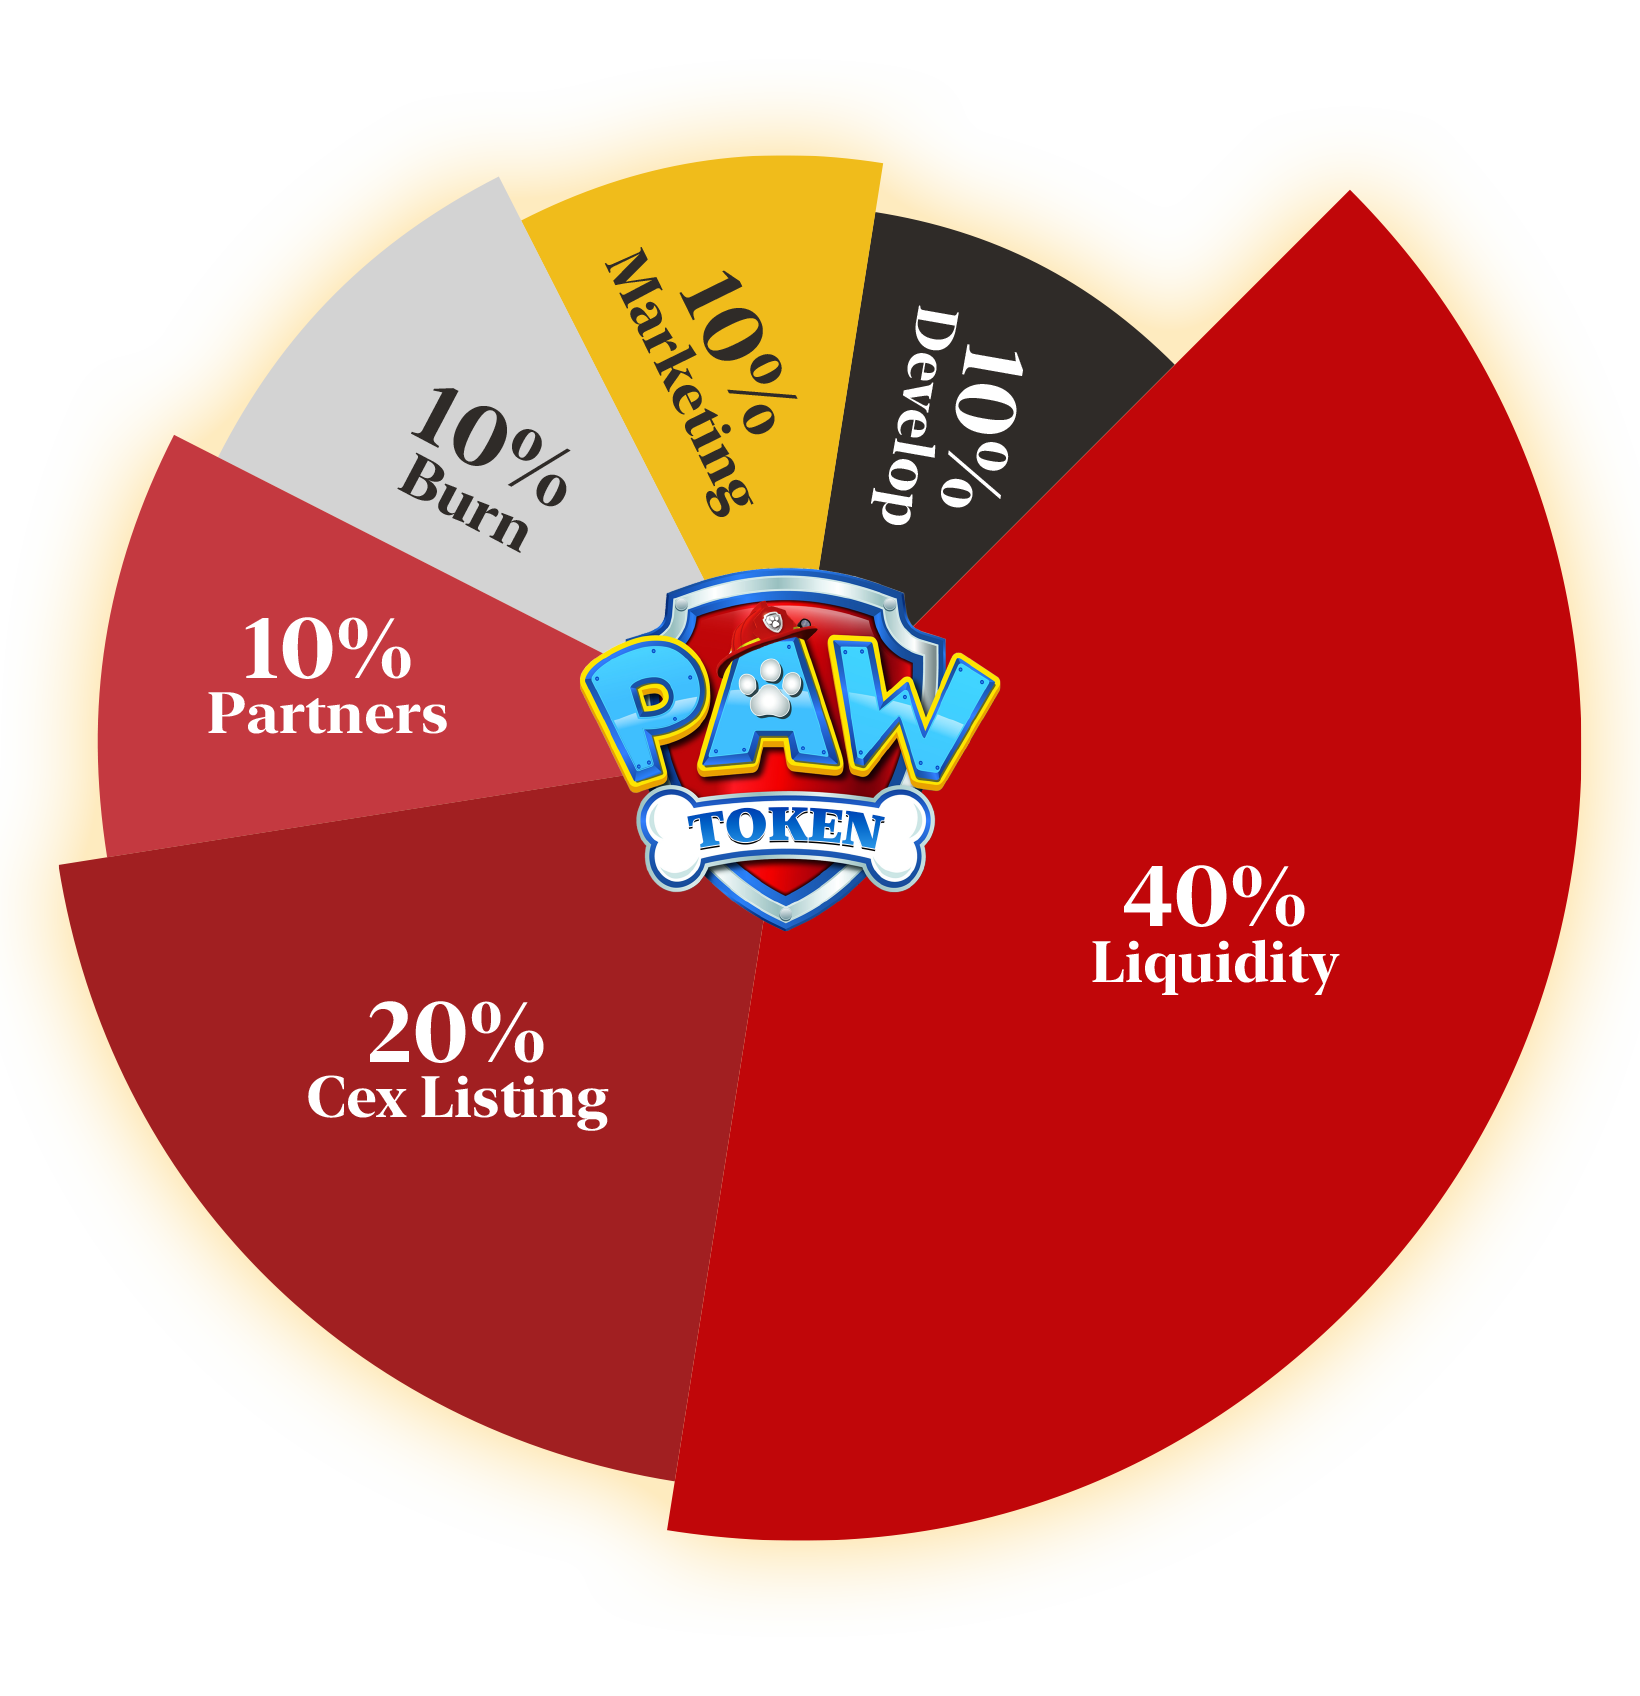 10%
Marketing
10%
Develop
10%
Burn
10%
Partners
PAW
TOKEN
40%
Liquidity
20%
Cex Listing